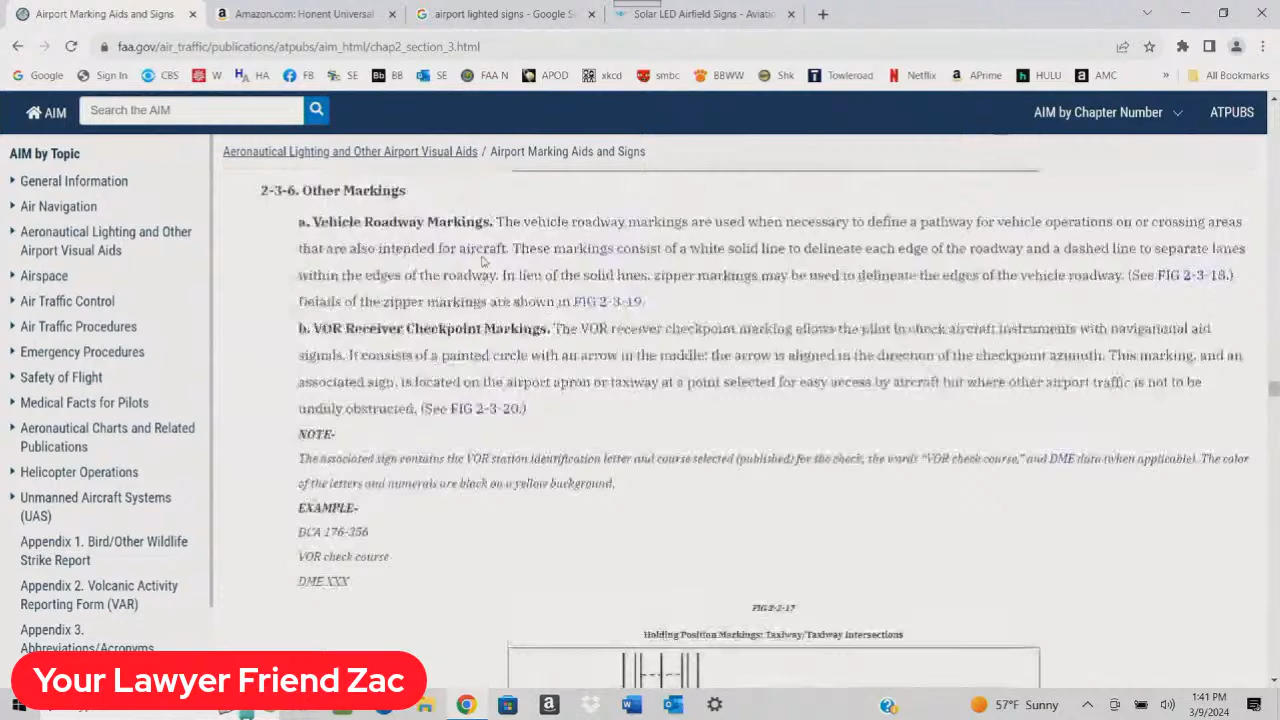 Airport Marking Aids and Signs
Amazon.com: Honent Universal
airport lighted signs - Google Se
Solar LED Airfield Signs - Aviatio
faa.gov/air_traffic/publications/atpubs/aim_html/chap2_section_3.html
Google Sign In CBS W HA FB SE BB SE FAA N APOD xkcd smbc BBWW Shk Towleroad Netflix APrime HULU AMC » All Bookmarks
AIM Search the AIM AIM by Chapter Number ATPUBS
AIM by Topic
General Information
Air Navigation
Aeronautical Lighting and Other
Airport Visual Aids
Airspace
Air Traffic Control
Air Traffic Procedures
Emergency Procedures
Safety of Flight
Medical Facts for Pilots
Aeronautical Charts and Related
Publications
Helicopter Operations
Unmanned Aircraft Systems
(UAS)
Appendix 1. Bird/Other Wildlife
Strike Report
Appendix 2. Volcanic Activity
Reporting Form (VAR)
Appendix 3.
Abbreviations/Acronyms
Aeronautical Lighting and Other Airport Visual Aids / Airport Marking Aids and Signs
2-3-6. Other Markings
a. Vehicle Roadway Markings. The vehicle roadway markings are used when necessary to define a pathway for vehicle operations on or crossing areas
that are also intended for aircraft. These markings consist of a white solid line to delineate each edge of the roadway and a dashed line to separate lanes
within the edges of the roadway. In lieu of the solid lines, zipper markings may be used to delineate the edges of the vehicle roadway. (See FIG 2-3-18.)
Details of the zipper markings are shown in FIG 2-3-19.
b. VOR Receiver Checkpoint Markings. The VOR receiver checkpoint marking allows the pilot to check aircraft instruments with navigational aid
signals. It consists of a painted circle with an arrow in the middle; the arrow is aligned in the direction of the checkpoint azimuth. This marking, and an
associated sign, is located on the airport apron or taxiway at a point selected for easy access by aircraft but where other airport traffic is not to be
unduly obstructed. (See FIG 2-3-20.)
NOTE-
The associated sign contains the VOR station identification letter and course selected (published) for the check, the words “VOR check course,” and DME data (when applicable). The color
of the letters and numerals are black on a yellow background.
EXAMPLE-
DCA 176-356
VOR check course
DME XXX
Holding Position Markings: Taxiway/Taxiway Intersections
Your Lawyer Friend Zac
57°F Sunny
1:41 PM
3/9/2024